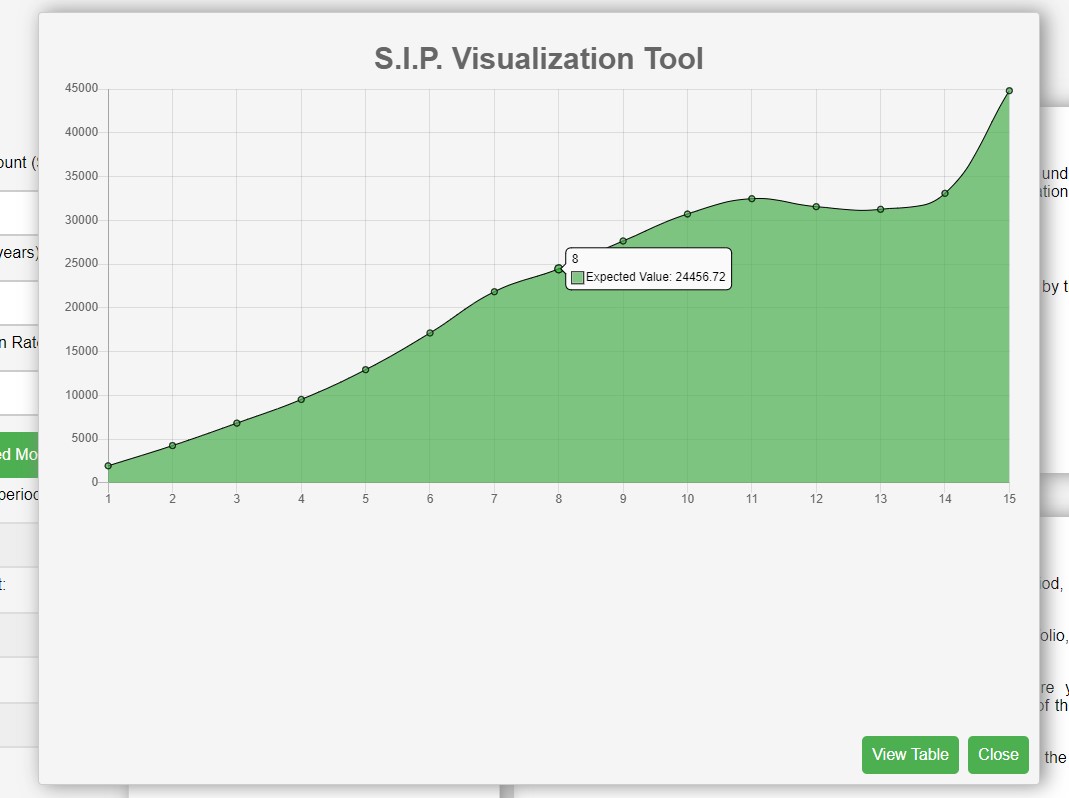 S.I.P. Visualization Tool
45000
40000
35000
30000
25000
20000
15000
10000
5000
0
8
Expected Value: 24456.72
1 2 3 4 5 6 7 8 9 10 11 12 13 14 15
View Table Close
ount (
years)
n Rat
ed Mo
period
t:
und
ation
by t
iod,
olio,
re y
of th
the